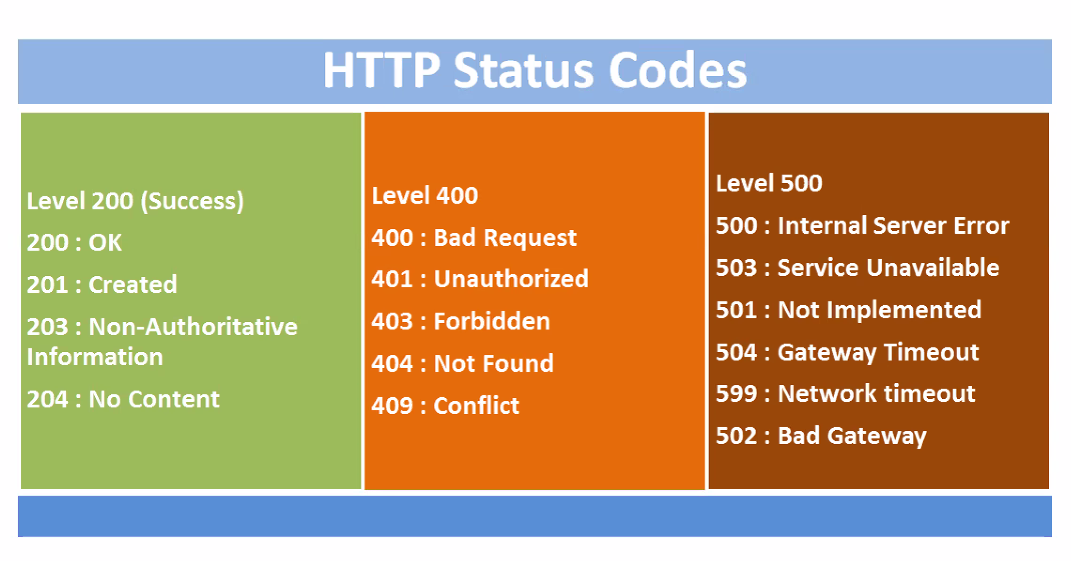 HTTP Status Codes
Level 200 (Success)
200 : OK
201 : Created
203 : Non-Authoritative
Information
204 : No Content
Level 400
400 : Bad Request
401 : Unauthorized
403 : Forbidden
404 : Not Found
409 : Conflict
Level 500
500 : Internal Server Error
503 : Service Unavailable
501 : Not Implemented
504 : Gateway Timeout
599 : Network timeout
502 : Bad Gateway